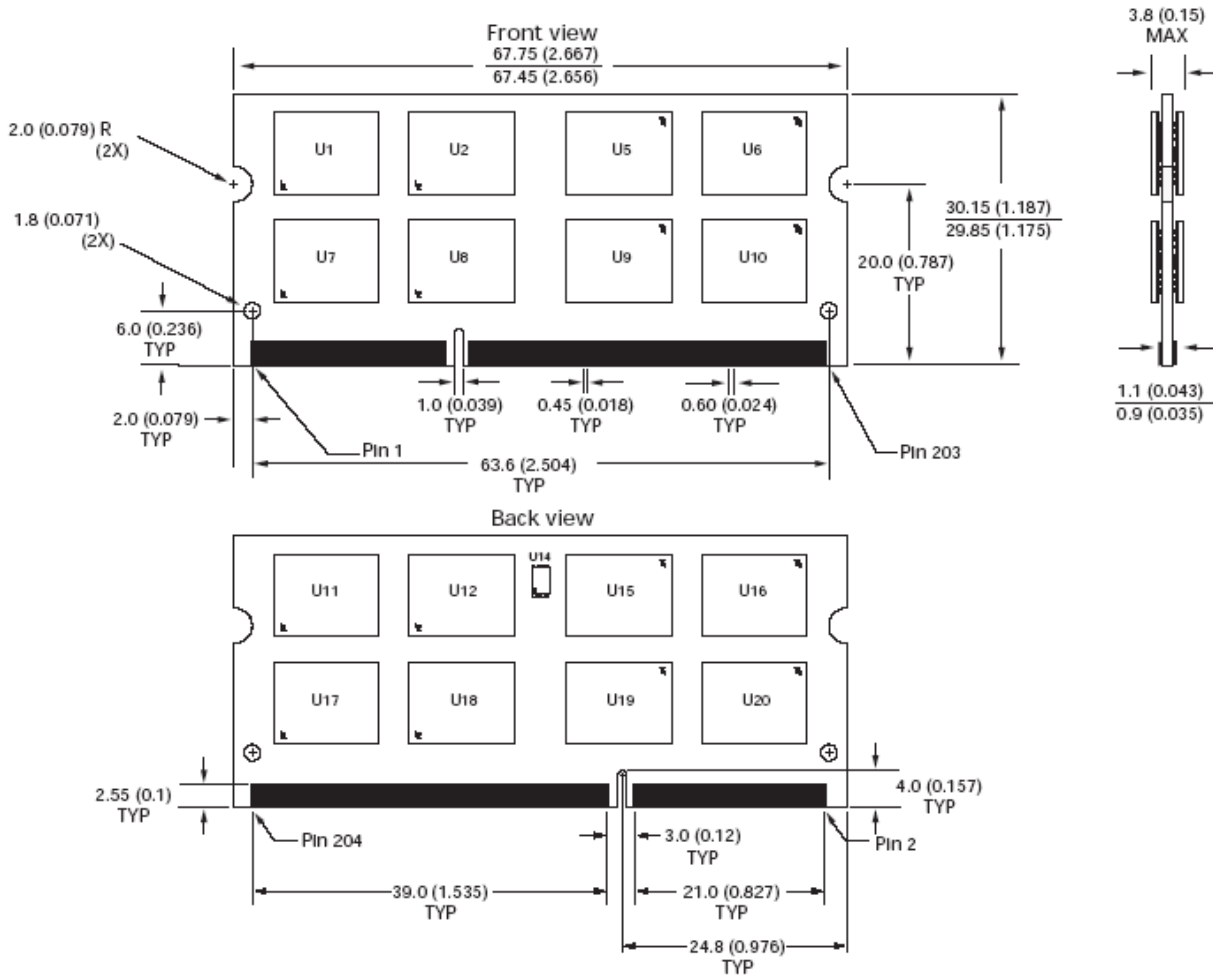 Front view
67.75 (2.667)
67.45 (2.656)
3.8 (0.15)
MAX
2.0 (0.079) R
(2X)
U1
U2
U5
U6
1.8 (0.071)
(2X)
30.15 (1.187)
29.85 (1.175)
U7
U8
U9
U10
20.0 (0.787)
TYP
6.0 (0.236)
TYP
1.0 (0.039)
TYP
0.45 (0.018)
TYP
0.60 (0.024)
TYP
1.1 (0.043)
0.9 (0.035)
2.0 (0.079)
TYP
Pin 1
Pin 203
63.6 (2.504)
TYP
Back view
U14
U11
U12
U15
U16
U17
U18
U19
U20
2.55 (0.1)
TYP
4.0 (0.157)
TYP
Pin 204
3.0 (0.12)
TYP
Pin 2
39.0 (1.535)
TYP
21.0 (0.827)
TYP
24.8 (0.976)
TYP